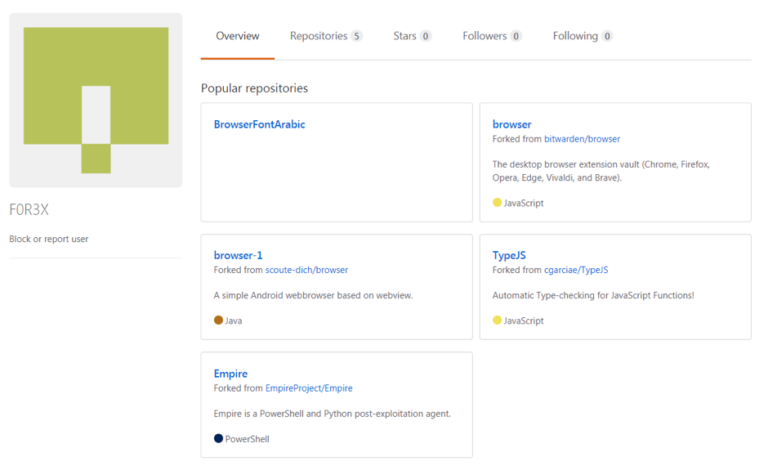 Overview Repositories 5 Stars 0 Followers 0 Following 0
Popular repositories
BrowserFontArabic
browser
Forked from bitwarden/browser
The desktop browser extension vault (Chrome, Firefox,
Opera, Edge, Vivaldi, and Brave).
JavaScript
F0R3X
Block or report user
browser-1
Forked from scoute-dich/browser
A simple Android webbrowser based on webview.
Java
TypeJS
Forked from cgarciae/TypeJS
Automatic Type-checking for JavaScript Functions!
JavaScript
Empire
Forked from EmpireProject/Empire
Empire is a PowerShell and Python post-exploitation agent.
PowerShell